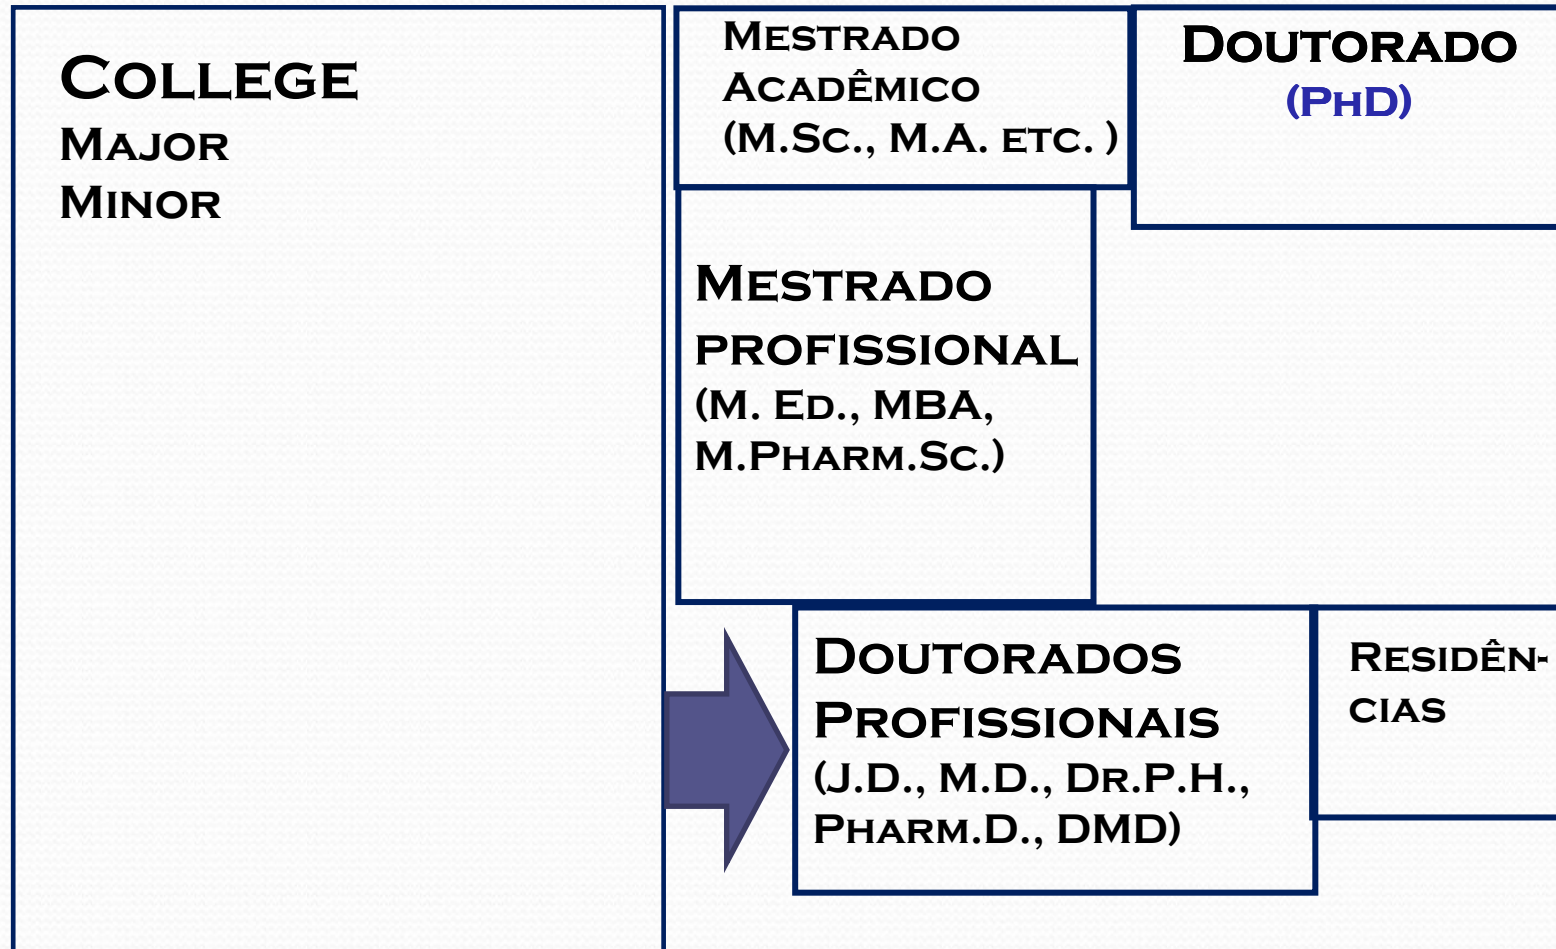 College
Major
Minor
Mestrado
Acadêmico
(M.Sc., M.A. etc. )
Doutorado
(PhD)
Mestrado
profissional
(M. Ed., MBA,
M.Pharm.Sc.)
Doutorados
Profissionais
(J.D., M.D., Dr.P.H.,
Pharm.D., DMD)
Residên-
cias